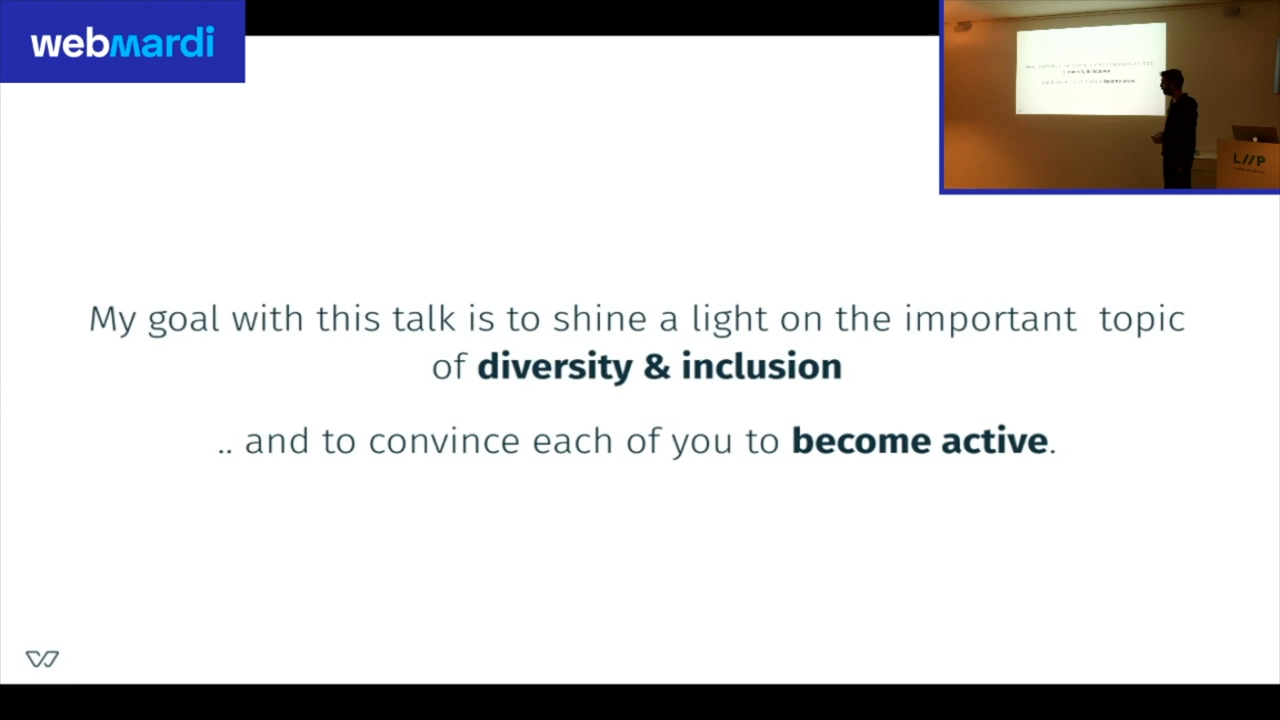 webmardi
LIIP
My goal with this talk is to shine a light on the important topic
of diversity & inclusion
.. and to convince each of you to become active.